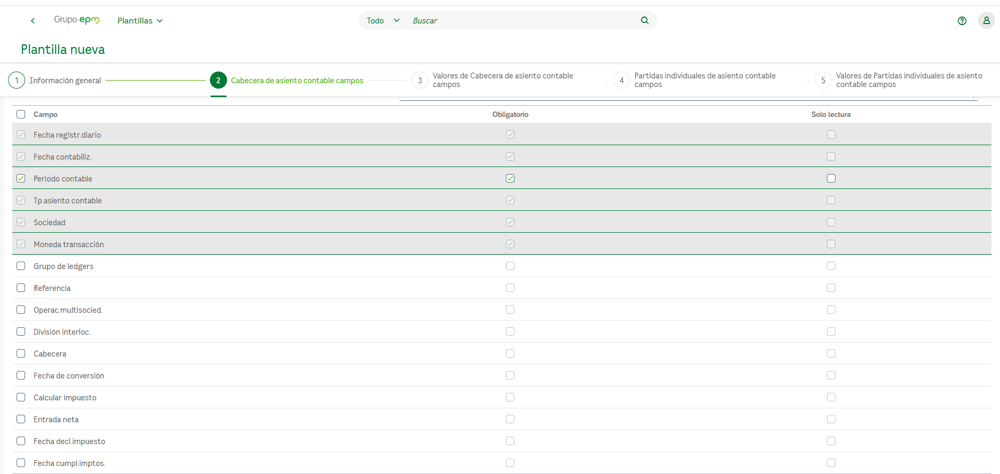 Grupo·epm
Plantillas
Todo
Buscar
Plantilla nueva
1 Información general
2 Cabecera de asiento contable campos
3 Valores de Cabecera de asiento contable
campos
4 Partidas individuales de asiento contable
campos
5 Valores de Partidas individuales de asiento
contable campos
Campo Obligatorio Solo lectura
Fecha registr.diario
Fecha contabiliz.
Período contable
Tp.asiento contable
Sociedad
Moneda transacción
Grupo de ledgers
Referencia
Operac.multisocied.
División interloc.
Cabecera
Fecha de conversión
Calcular impuesto
Entrada neta
Fecha decl.impuesto
Fecha cumpl.imptos.